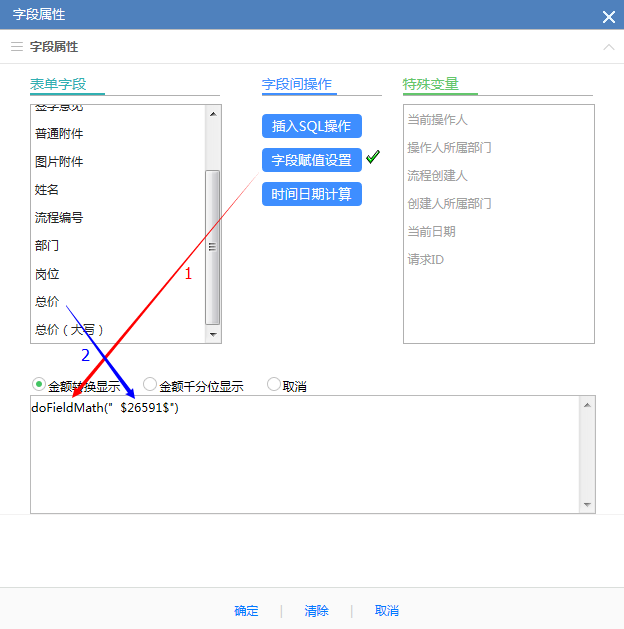 字段属性
字段属性
表单字段
字段间操作
特殊变量
签字意见
普通附件
图片附件
姓名
流程编号
部门
岗位
总价
总价（大写）
插入SQL操作
字段赋值设置
时间日期计算
当前操作人
操作人所属部门
流程创建人
创建人所属部门
当前日期
请求ID
1
2
金额转换显示 金额千分位显示 取消
doFieldMath(" $26591$")
确定 | 清除 | 取消